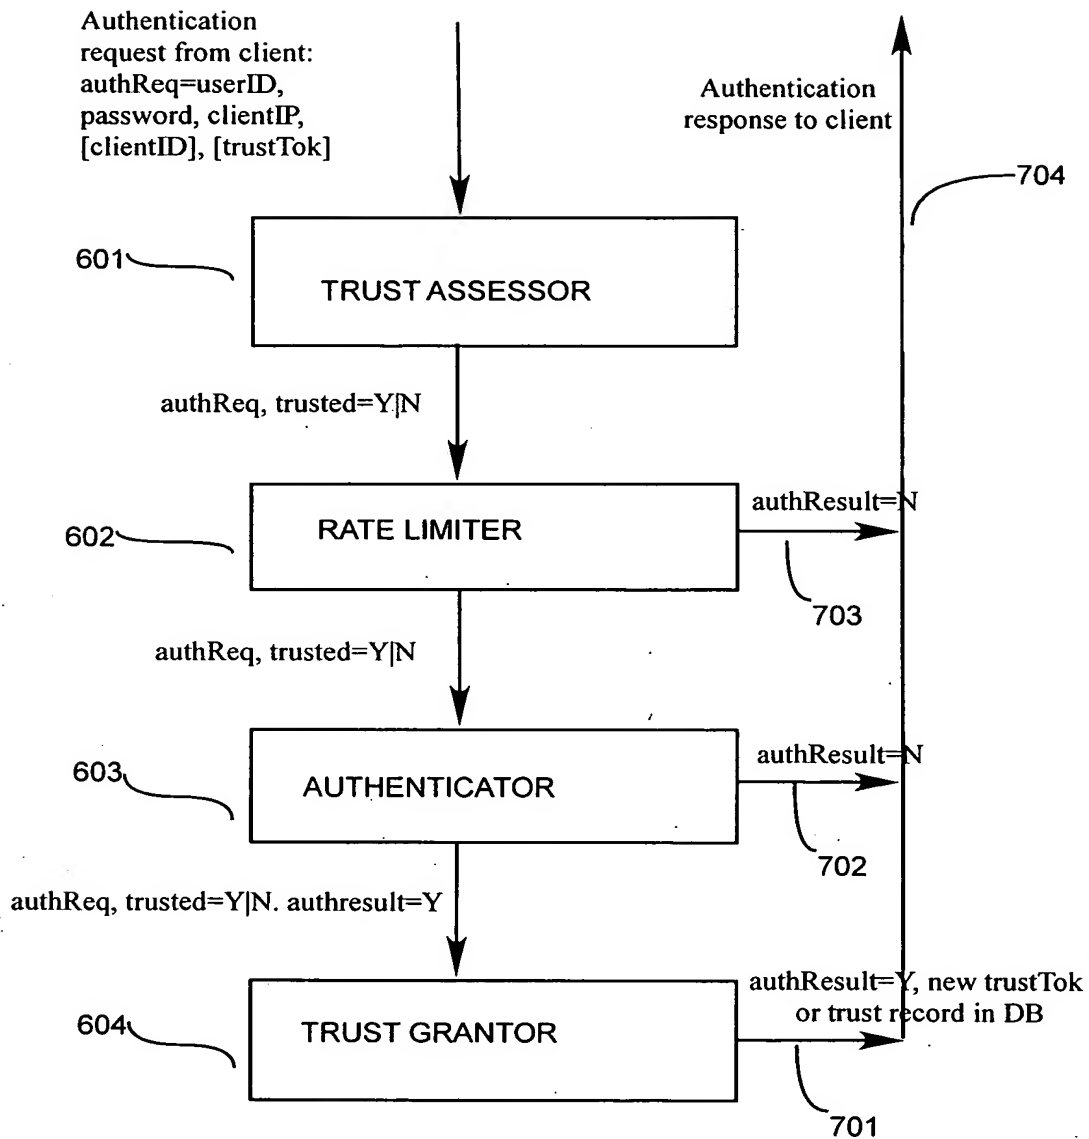 Authentication
request from client:
authReq=userID,
password, clientIP,
[clientID], [trustTok]
Authentication
response to client
704
601
TRUST ASSESSOR
authReq, trusted=Y|N
602
RATE LIMITER
authResult=N
703
authReq, trusted=Y|N
603
AUTHENTICATOR
authResult=N
702
authReq, trusted=Y|N. authresult=Y
604
TRUST GRANTOR
authResult=Y, new trustTok
or trust record in DB
701